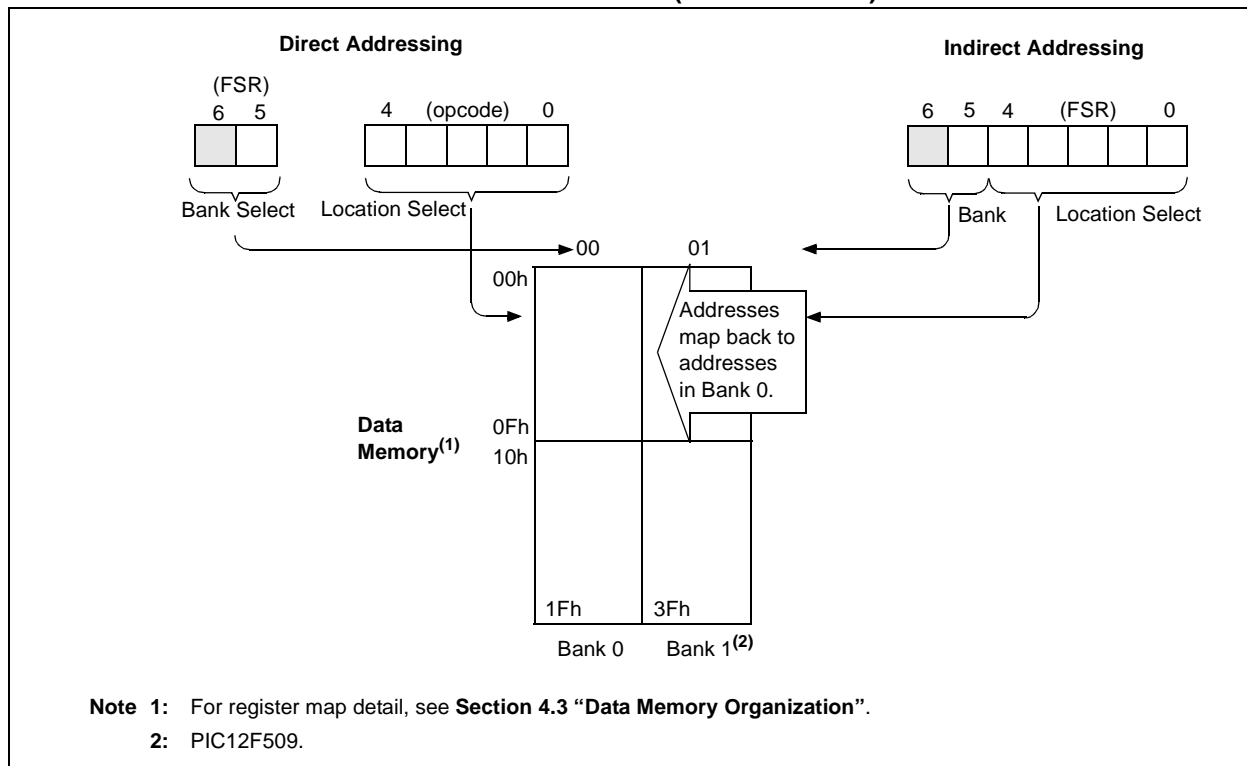 Direct Addressing
Indirect Addressing
(FSR)
6 5
4 (opcode) 0
6 5 4 (FSR) 0
Bank Select
Location Select
Bank
Location Select
00
01
00h
Addresses
map back to
addresses
in Bank 0.
Data
Memory(1)
0Fh
10h
1Fh
3Fh
Bank 0
Bank 1(2)
Note 1: For register map detail, see Section 4.3 “Data Memory Organization”.
2: PIC12F509.